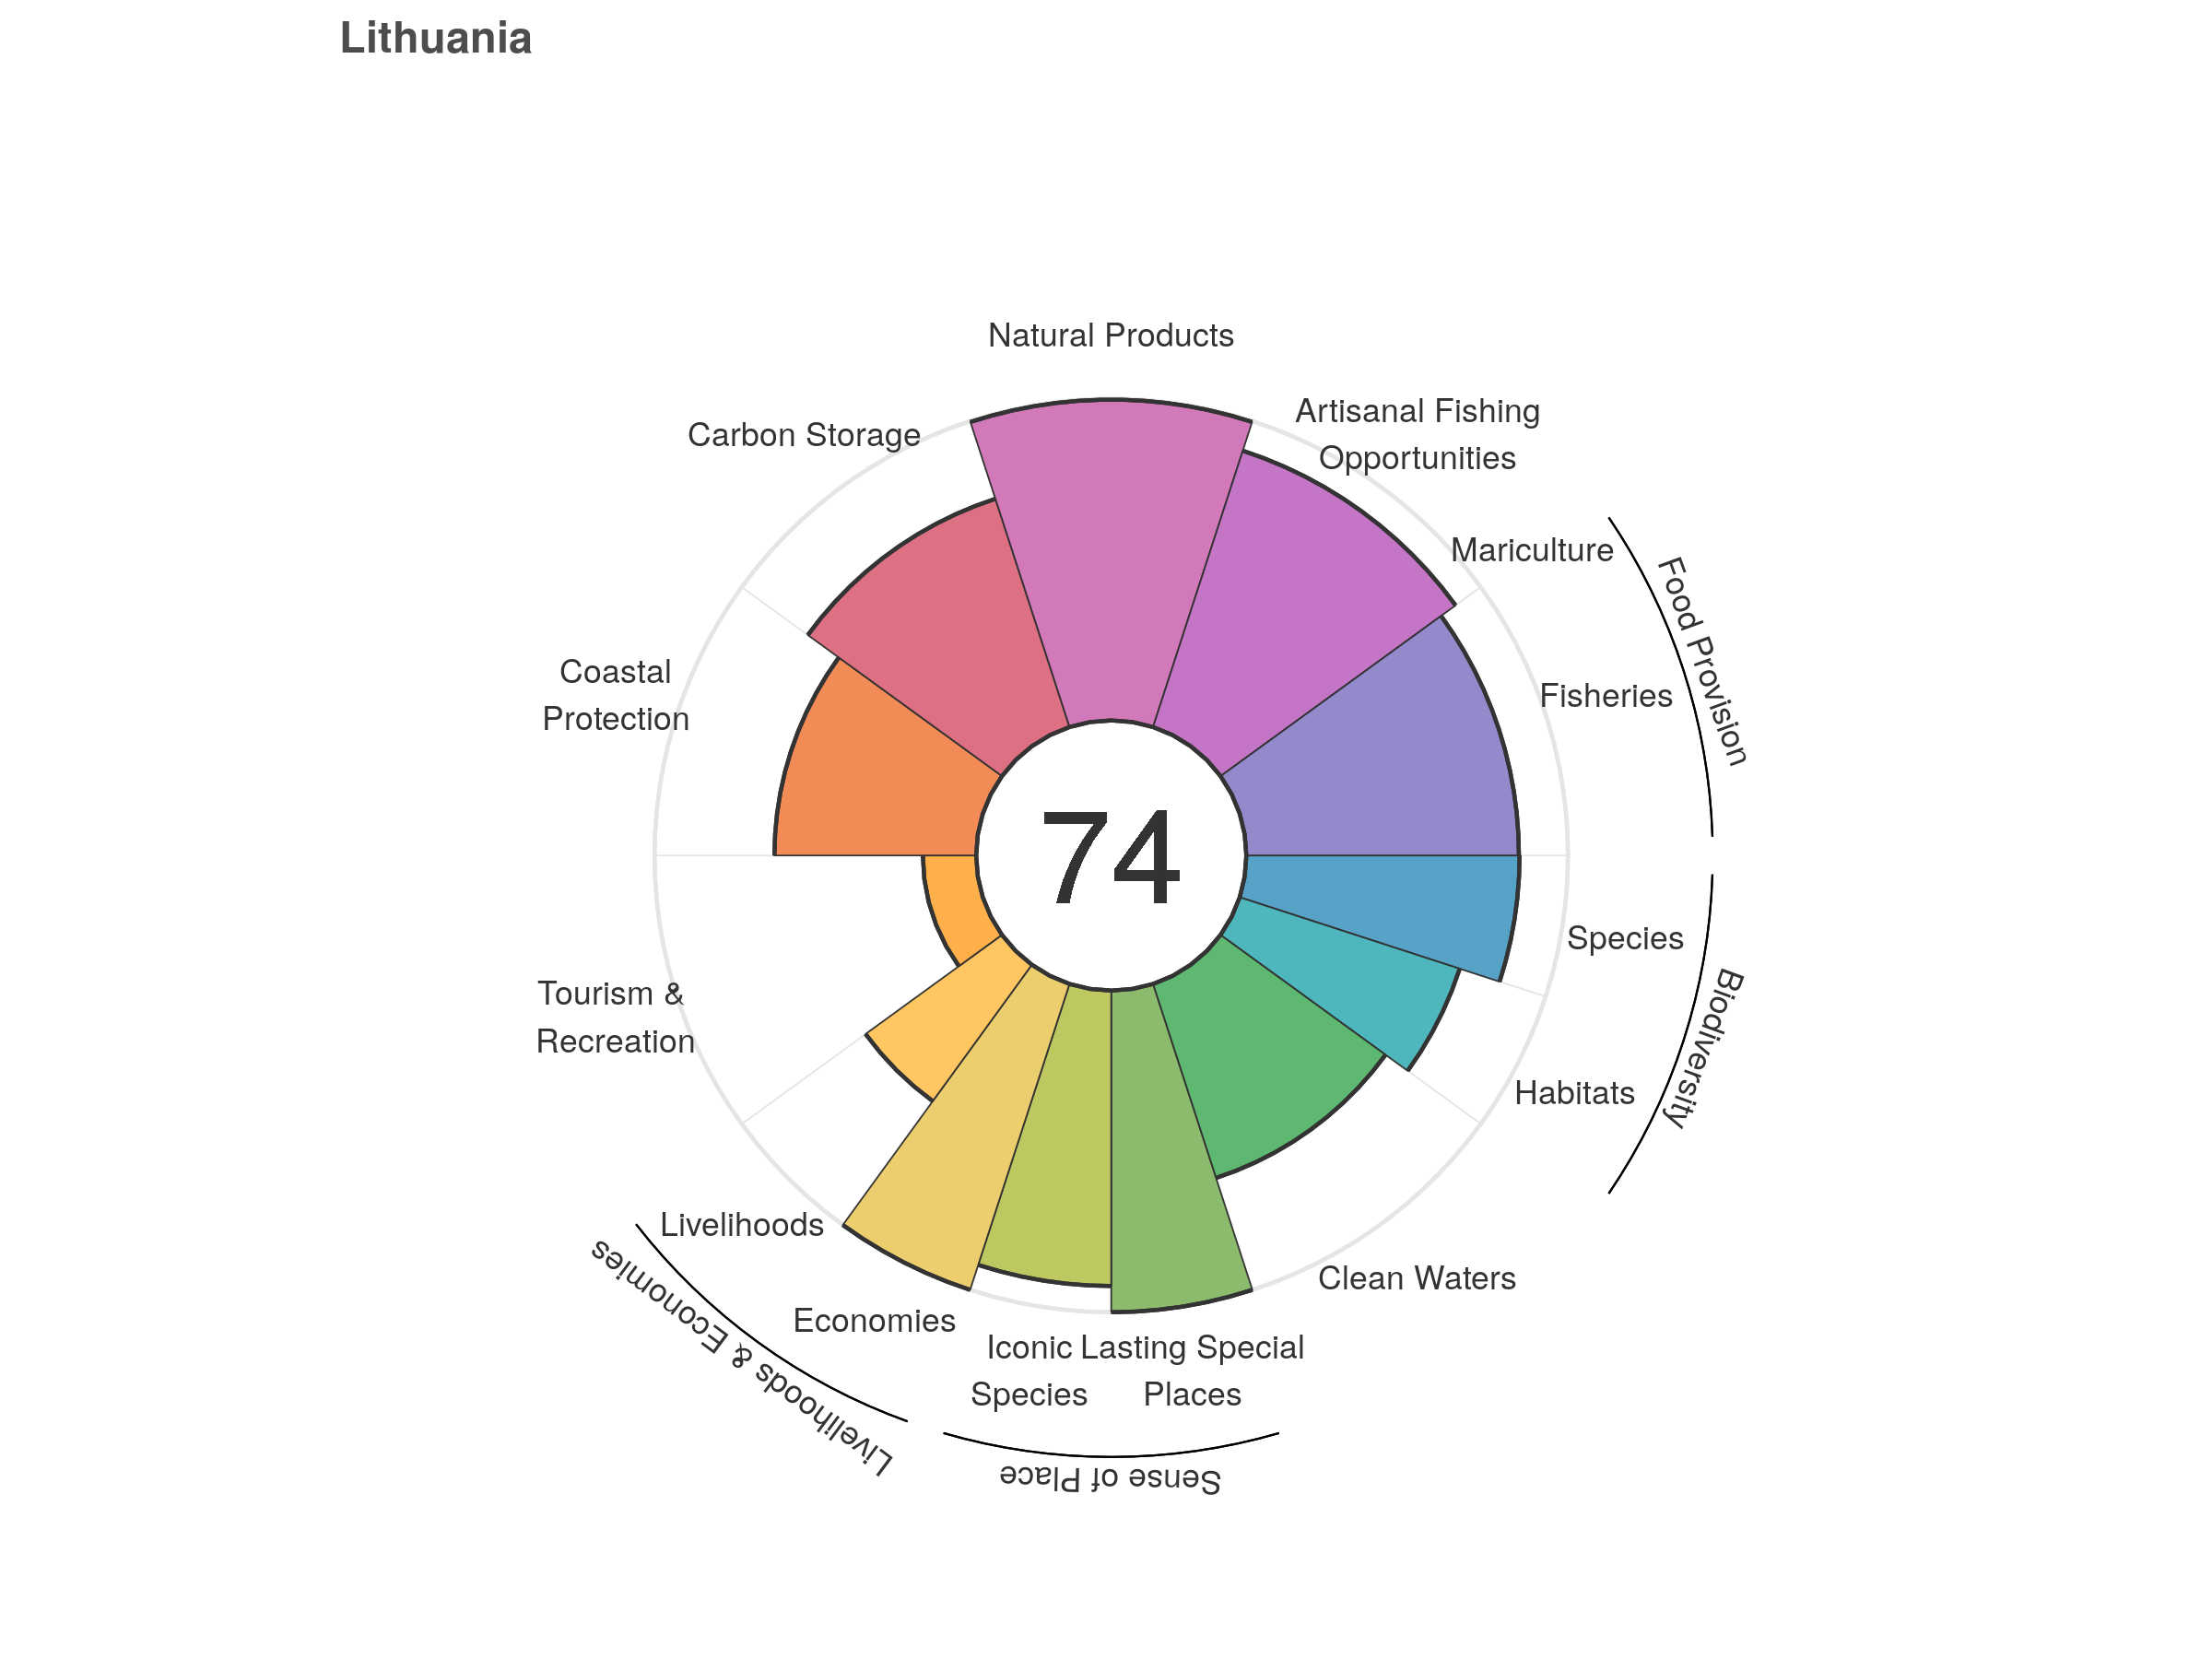 Lithuania
Natural Products
Artisanal Fishing
Opportunities
Carbon Storage
Mariculture
Food Provision
Fisheries
Coastal
Protection
74
Species
Biodiversity
Tourism &
Recreation
Habitats
Livelihoods
Clean Waters
Economies
Livelihoods & Economies
Iconic
Species
Lasting Special
Places
Sense of Place